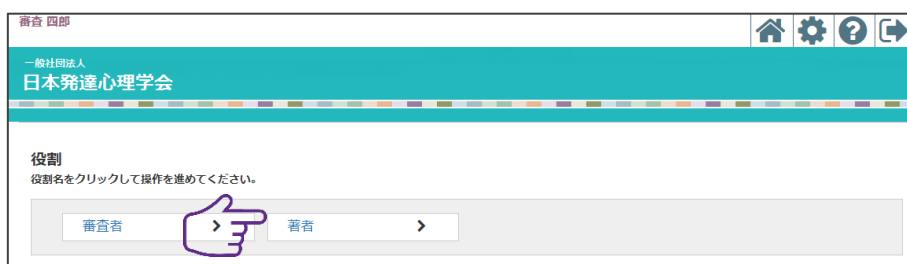 審査 四郎
一般社団法人
日本発達心理学会
役割
役割名をクリックして操作を進めてください。
審査者
著者